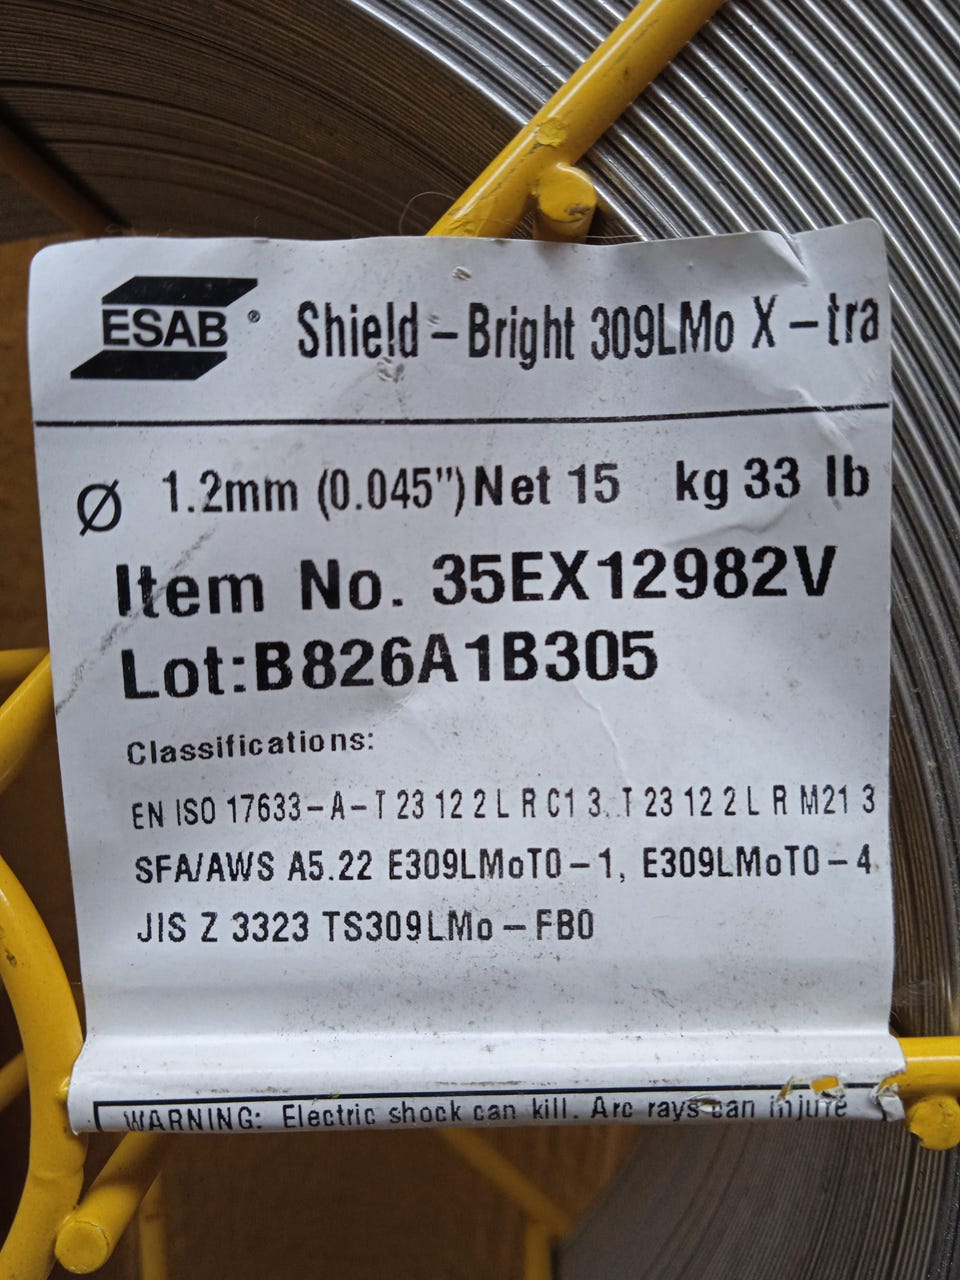 ESAB® Shield-Bright 309LMo X-tra
Ø 1.2mm (0.045") Net 15 kg 33 lb
Item No. 35EX12982V
Lot:B826A1B305
Classifications:
EN ISO 17633-A-T 23 12 2 L R C1 3, T 23 12 2 L R M21 3
SFA/AWS A5.22 E309LMoT0-1, E309LMoT0-4
JIS Z 3323 TS309LMo-FB0
WARNING: Electric shock can kill. Arc rays can injure